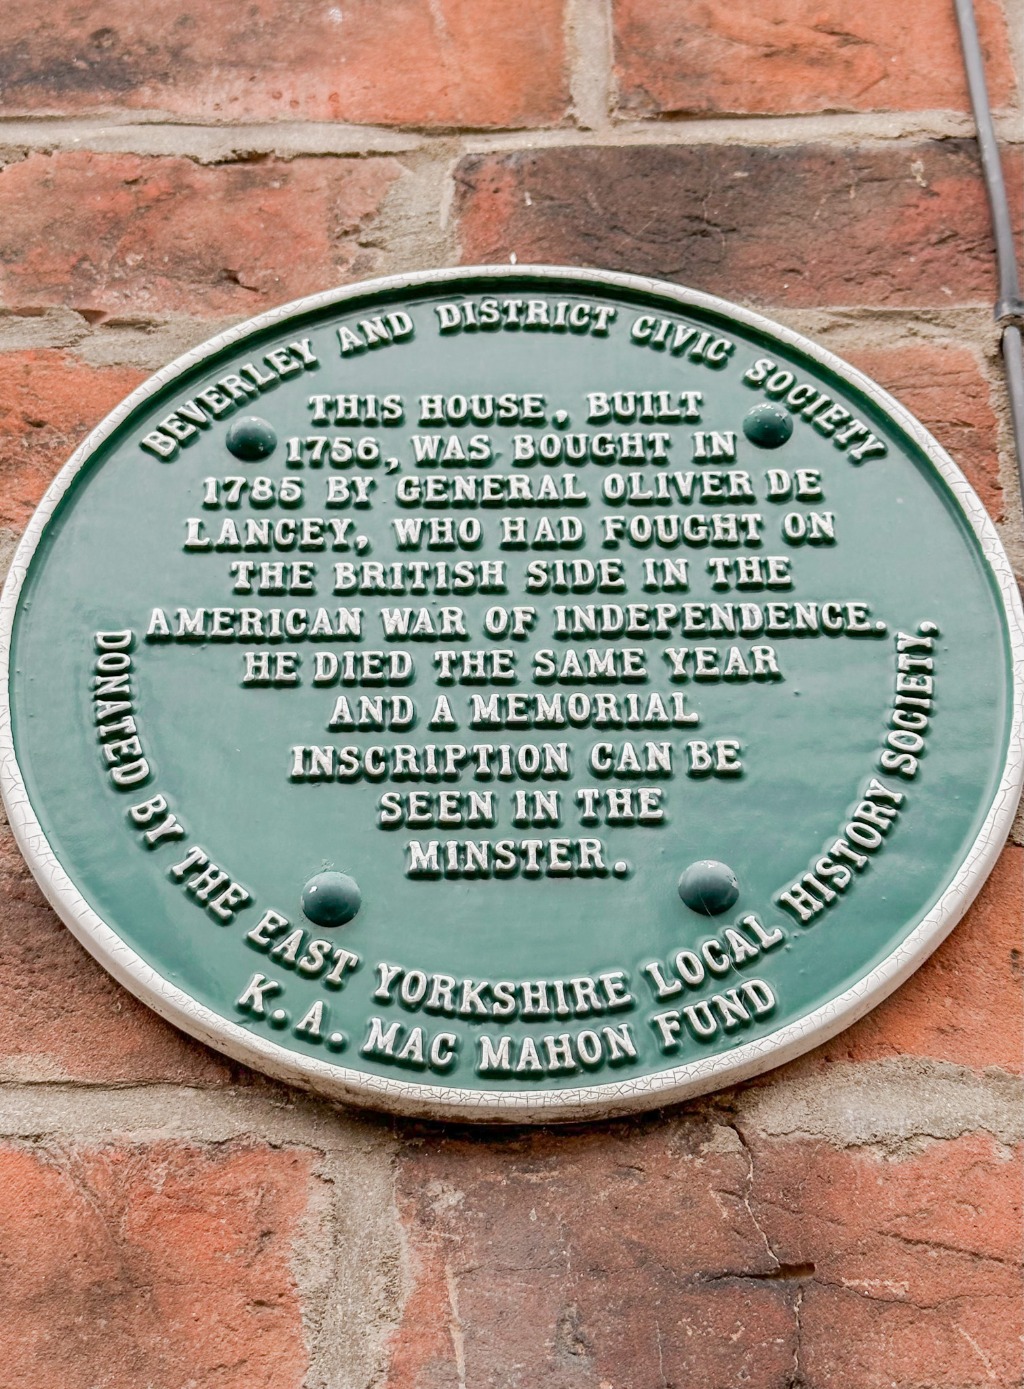 BEVERLEY AND DISTRICT CIVIC SOCIETY
THIS HOUSE, BUILT
1756, WAS BOUGHT IN
1785 BY GENERAL OLIVER DE
LANCEY, WHO HAD FOUGHT ON
THE BRITISH SIDE IN THE
AMERICAN WAR OF INDEPENDENCE.
HE DIED THE SAME YEAR
AND A MEMORIAL
INSCRIPTION CAN BE
SEEN IN THE
MINSTER.
DONATED BY THE EAST YORKSHIRE LOCAL HISTORY SOCIETY,
K.A. MAC MAHON FUND